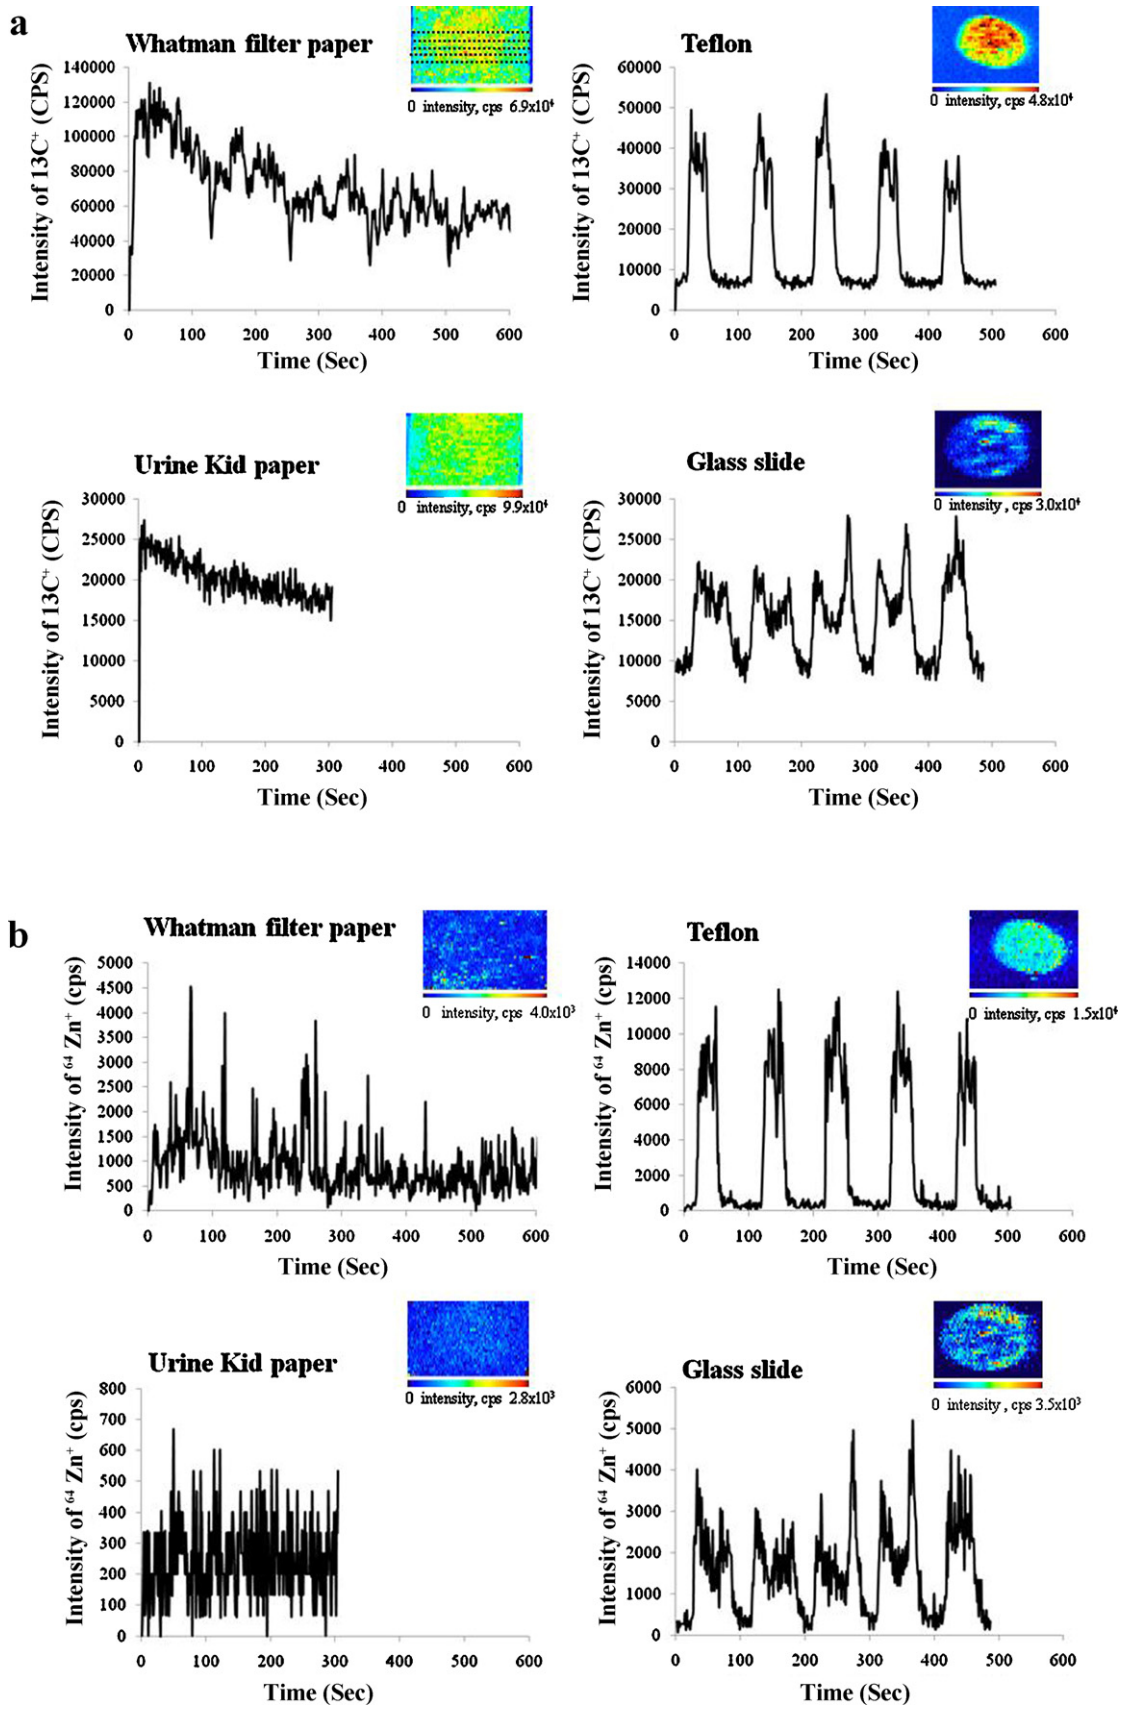 a
Whatman filter paper
0 intensity, cps 6.9x10⁴
Intensity of 13C⁺ (CPS)
140000
120000
100000
80000
60000
40000
20000
0
0 100 200 300 400 500 600
Time (Sec)
Teflon
0 intensity, cps 4.8x10⁴
Intensity of 13C⁺ (CPS)
60000
50000
40000
30000
20000
10000
0
0 100 200 300 400 500 600
Time (Sec)
Urine Kid paper
0 intensity, cps 9.9x10⁴
Intensity of 13C⁺ (CPS)
30000
25000
20000
15000
10000
5000
0
0 100 200 300 400 500 600
Time (Sec)
Glass slide
0 intensity , cps 3.0x10⁴
Intensity of 13C⁺ (CPS)
30000
25000
20000
15000
10000
5000
0
0 100 200 300 400 500 600
Time (Sec)
b
Whatman filter paper
0 intensity, cps 4.0x10³
Intensity of ⁶⁴ Zn⁺ (cps)
5000
4500
4000
3500
3000
2500
2000
1500
1000
500
0
0 100 200 300 400 500 600
Time (Sec)
Teflon
0 intensity, cps 1.5x10⁴
Intensity of ⁶⁴ Zn⁺ (cps)
14000
12000
10000
8000
6000
4000
2000
0
0 100 200 300 400 500 600
Time (Sec)
Urine Kid paper
0 intensity, cps 2.8x10³
Intensity of ⁶⁴ Zn⁺ (cps)
800
700
600
500
400
300
200
100
0
0 100 200 300 400 500 600
Time (Sec)
Glass slide
0 intensity , cps 3.5x10³
Intensity of ⁶⁴ Zn⁺ (cps)
6000
5000
4000
3000
2000
1000
0
0 100 200 300 400 500 600
Time (Sec)